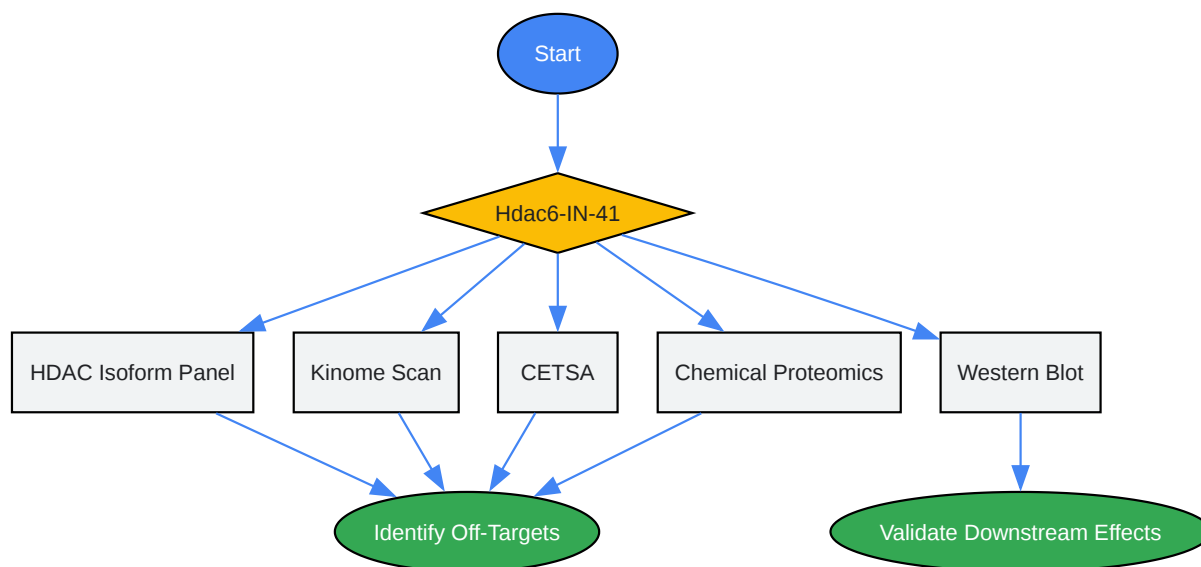 Start
Hdac6-IN-41
HDAC Isoform Panel
Kinome Scan
CETSA
Chemical Proteomics
Western Blot
Identify Off-Targets
Validate Downstream Effects